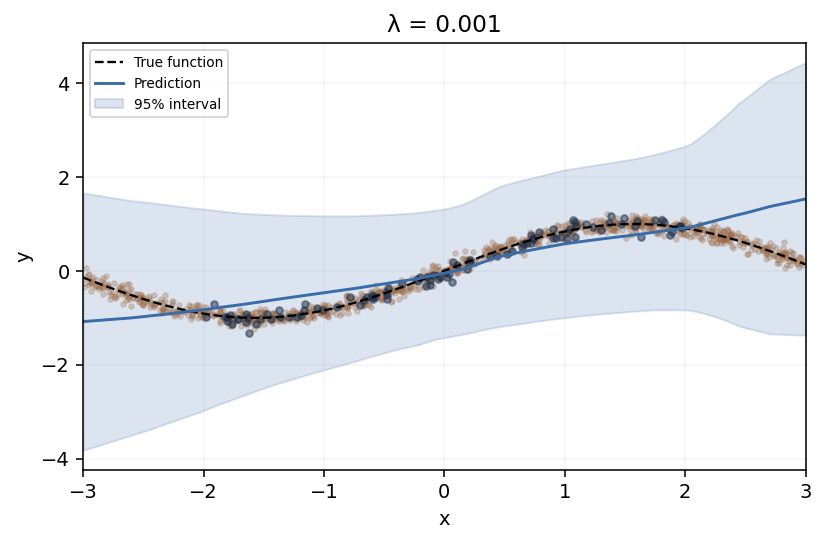 λ = 0.001
True function
Prediction
95% interval
y
4
2
0
−2
−4
−3
−2
−1
0
1
2
3
x